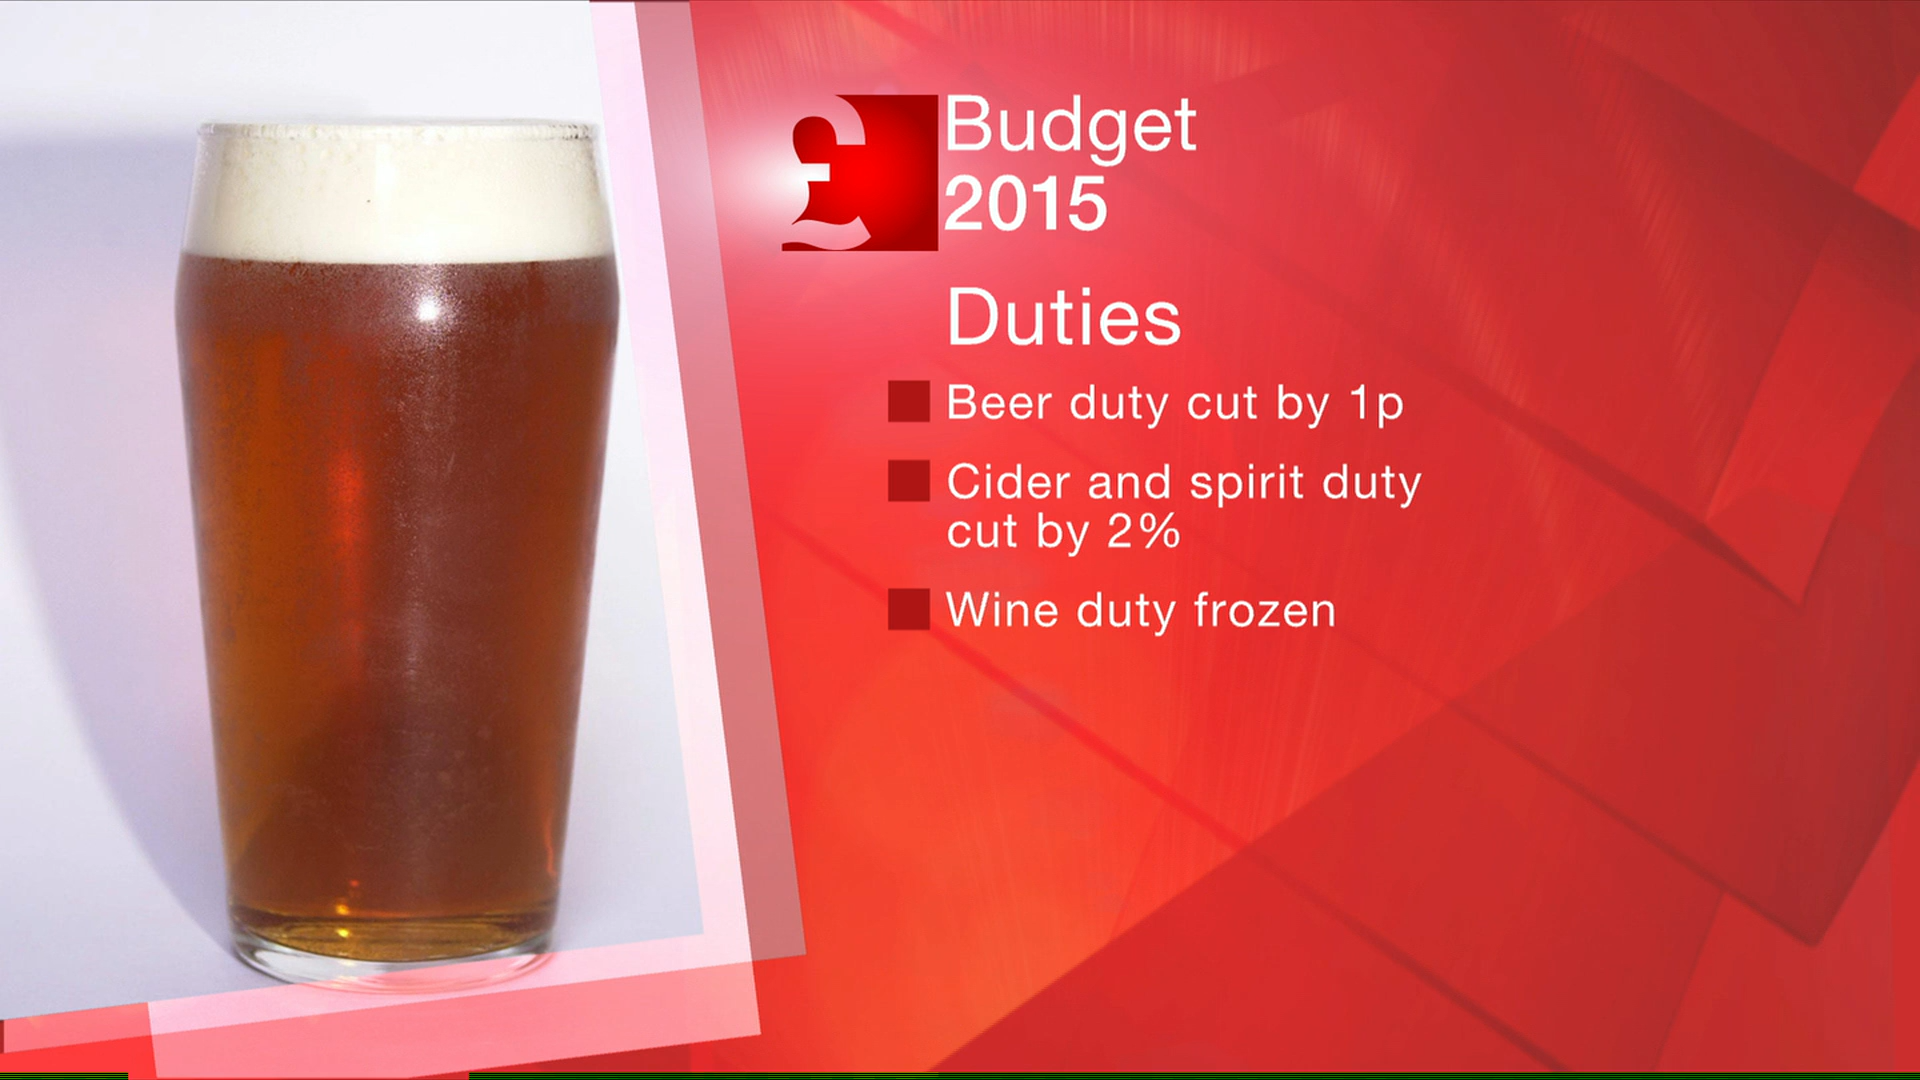 £ Budget
2015
Duties
Beer duty cut by 1p
Cider and spirit duty
cut by 2%
Wine duty frozen